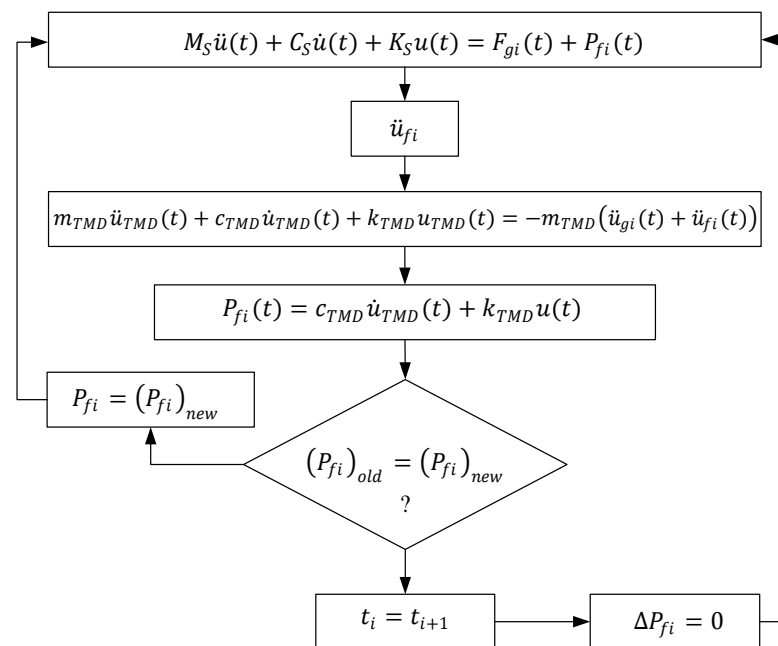 M_S ü(t) + C_S u̇(t) + K_S u(t) = F_gi(t) + P_fi(t)
ü_fi
m_TMD ü_TMD(t) + c_TMD u̇_TMD(t) + k_TMD u_TMD(t) = −m_TMD(ü_gi(t) + ü_fi(t))
P_fi(t) = c_TMD u̇_TMD(t) + k_TMD u(t)
P_fi = (P_fi)_new
(P_fi)_old = (P_fi)_new
?
t_i = t_i+1
ΔP_fi = 0